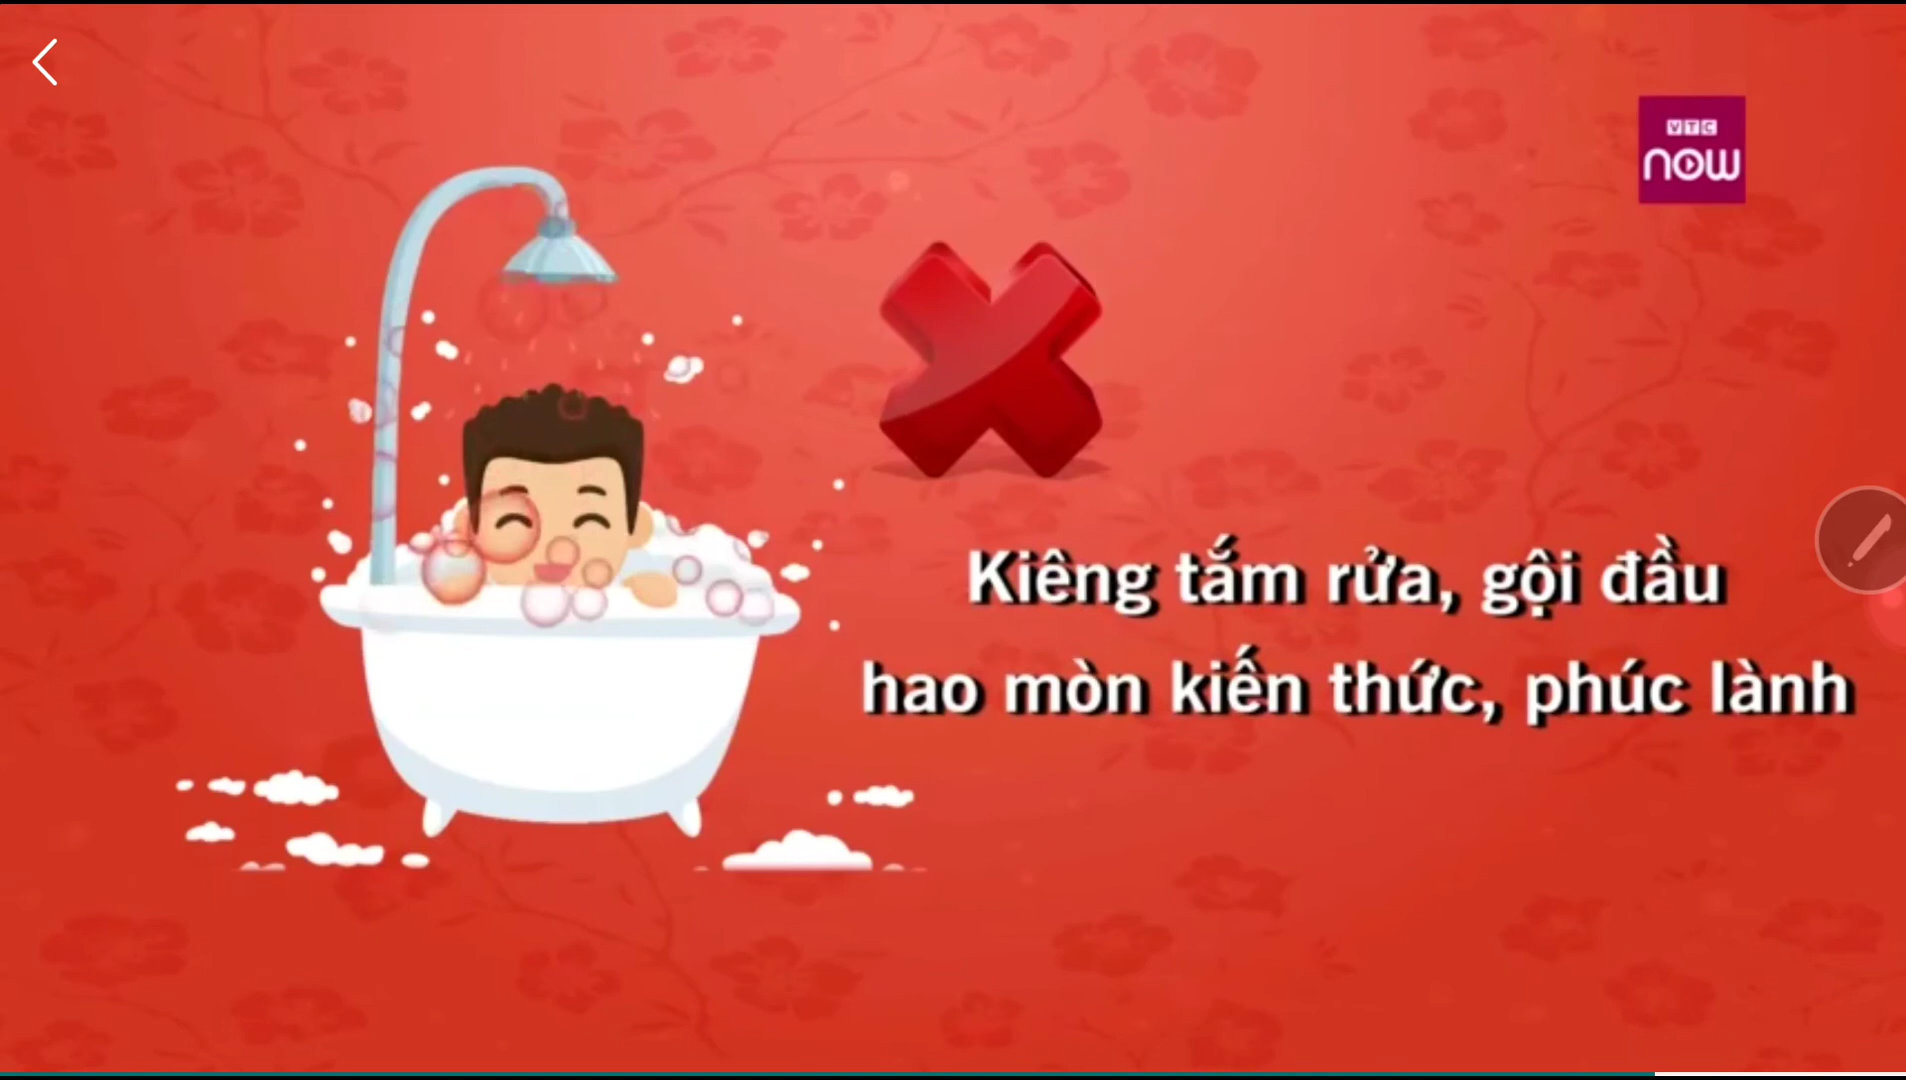 VTC
now
Kiêng tắm rửa, gội đầu
hao mòn kiến thức, phúc lành